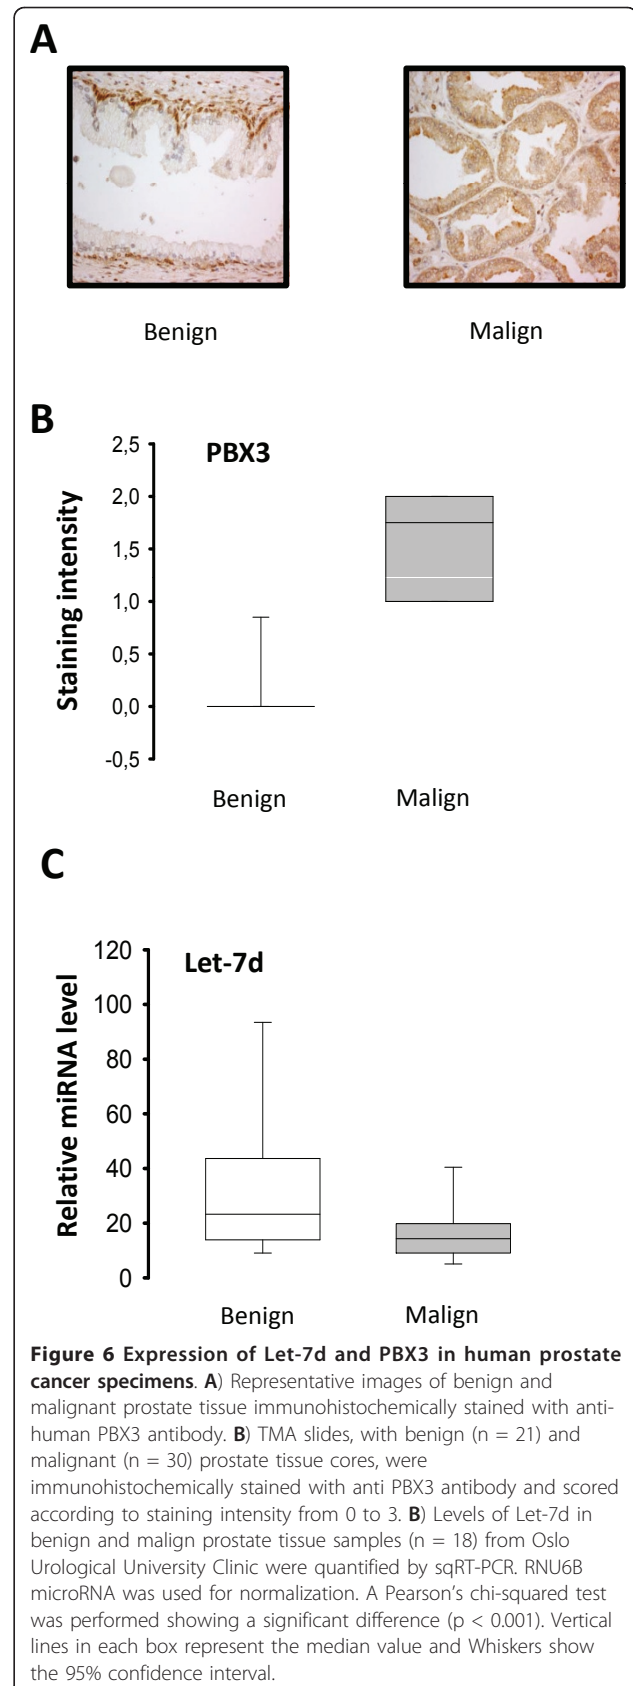 A
Benign
Malign
B
PBX3
Staining intensity
2,5
2,0
1,5
1,0
0,5
0,0
-0,5
Benign
Malign
C
Let-7d
Relative miRNA level
120
100
80
60
40
20
0
Benign
Malign
Figure 6 Expression of Let-7d and PBX3 in human prostate
cancer specimens. A) Representative images of benign and
malignant prostate tissue immunohistochemically stained with anti-
human PBX3 antibody. B) TMA slides, with benign (n = 21) and
malignant (n = 30) prostate tissue cores, were
immunohistochemically stained with anti PBX3 antibody and scored
according to staining intensity from 0 to 3. B) Levels of Let-7d in
benign and malign prostate tissue samples (n = 18) from Oslo
Urological University Clinic were quantified by sqRT-PCR. RNU6B
microRNA was used for normalization. A Pearson's chi-squared test
was performed showing a significant difference (p < 0.001). Vertical
lines in each box represent the median value and Whiskers show
the 95% confidence interval.